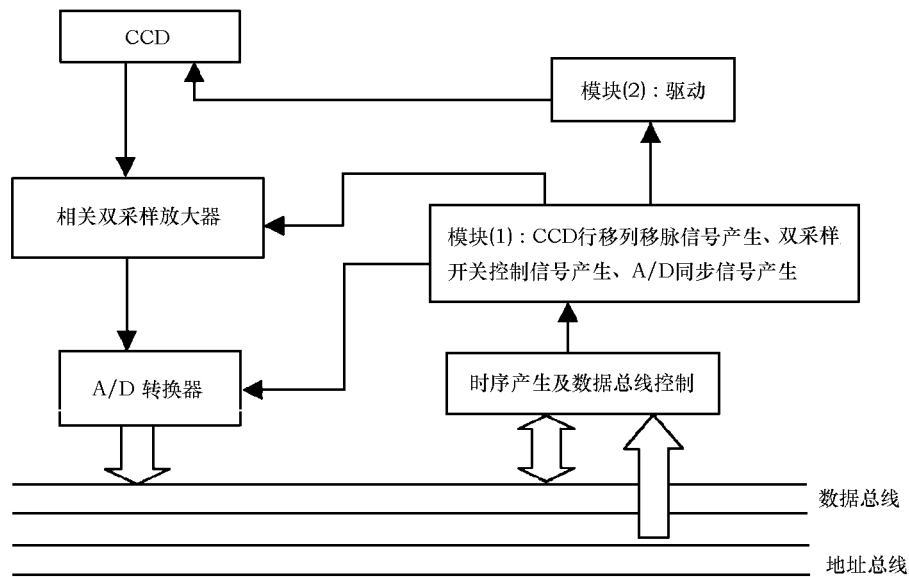 CCD
模块(2)：驱动
相关双采样放大器
模块(1)：CCD行移列移脉信号产生、双采样
开关控制信号产生、A/D同步信号产生
A/D 转换器
时序产生及数据总线控制
数据总线
地址总线